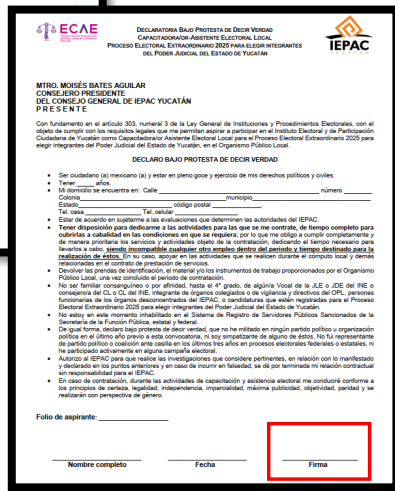 ECAE
DECLARATORIA BAJO PROTESTA DE DECIR VERDAD
CAPACITADOR/A-ASISTENTE ELECTORAL LOCAL
PROCESO ELECTORAL EXTRAORDINARIO 2025 PARA ELEGIR INTEGRANTES
DEL PODER JUDICIAL DEL ESTADO DE YUCATÁN
IEPAC
MTRO. MOISÉS BATES AGUILAR
CONSEJERO PRESIDENTE
DEL CONSEJO GENERAL DE IEPAC YUCATÁN
P R E S E N T E
Con fundamento en el artículo 303, numeral 3 de la Ley General de Instituciones y Procedimientos Electorales, con el
objeto de cumplir con los requisitos legales que me permitan aspirar a participar en el Instituto Electoral y de Participación
Ciudadana de Yucatán como Capacitador/a Asistente Electoral Local para el Proceso Electoral Extraordinario 2025 para
elegir integrantes del Poder Judicial del Estado de Yucatán, en el Organismo Público Local.
DECLARO BAJO PROTESTA DE DECIR VERDAD
• Ser ciudadano (a) mexicano (a) y estar en pleno goce y ejercicio de mis derechos políticos y civiles.
• Tener ____ años.
• Mi domicilio se encuentra en: Calle ____ número ____
Colonia____ municipio____
Estado____ código postal ____.
Tel. casa ____ Tel. celular ____
• Estar de acuerdo en sujetarme a las evaluaciones que determinen las autoridades del IEPAC.
• Tener disposición para dedicarme a las actividades para las que se me contrate, de tiempo completo para
cubrirlas a cabalidad en las condiciones en que se requiera; por lo que me obligo a cumplir completamente y
de manera prioritaria los servicios y actividades objeto de la contratación, dedicando el tiempo necesario para
llevarlos a cabo, siendo incompatible cualquier otro empleo dentro del periodo y tiempo destinado para la
realización de éstos. En su caso, apoyar en las actividades que se realicen durante el cómputo local y demás
relacionadas en el contrato de prestación de servicios.
• Devolver las prendas de identificación, el material y/o los instrumentos de trabajo proporcionados por el Organismo
Público Local, una vez concluido el periodo de contratación.
• No ser familiar consanguíneo o por afinidad, hasta el 4° grado, de algún/a Vocal de la JLE o JDE del INE o
consejero/a del CL o CD del INE, integrante de órganos colegiados o de vigilancia y directivos del OPL, personas
funcionarias de los órganos desconcentrados del IEPAC, o candidaturas que estén registradas para el Proceso
Electoral Extraordinario 2025 para elegir integrantes del Poder Judicial del Estado de Yucatán.
• No estoy en este momento inhabilitado en el Sistema de Registro de Servidores Públicos Sancionados de la
Secretaría de la Función Pública, estatal y federal.
• De igual forma, declaro bajo protesta de decir verdad, que no he militado en ningún partido político u organización
política en el último año previo a esta convocatoria, ni soy simpatizante de alguno de éstos. No fui representante
de partido político o coalición ante casilla en los últimos tres años en procesos electorales federales o estatales, ni
he participado activamente en alguna campaña electoral.
• Autorizo al IEPAC para que realice las investigaciones que considere pertinentes, en relación con lo manifestado
y declarado en los puntos anteriores y en caso de incurrir en falsedad, se dé por terminada mi relación contractual
sin responsabilidad para el IEPAC.
• En caso de contratación, durante las actividades de capacitación y asistencia electoral me conduciré conforme a
los principios de certeza, legalidad, independencia, imparcialidad, máxima publicidad, objetividad, paridad y se
realizarán con perspectiva de género.
Folio de aspirante: ____
Nombre completo Fecha Firma